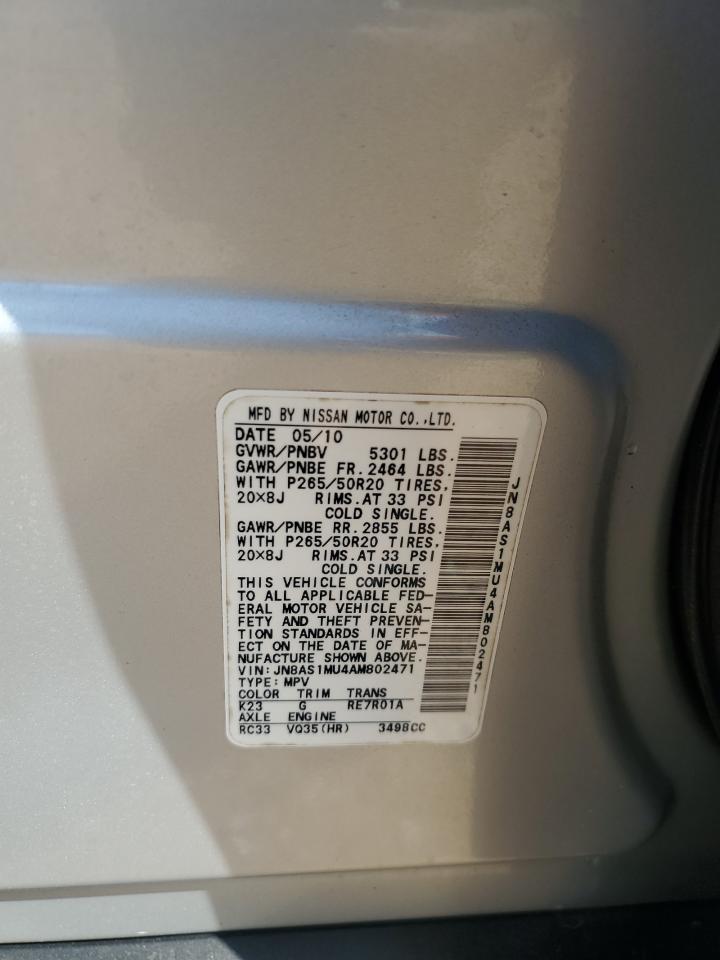 MFD BY NISSAN MOTOR CO.,LTD.
DATE 05/10
GVWR/PNBV 5301 LBS.
GAWR/PNBE FR. 2464 LBS.
WITH P265/50R20 TIRES,
20×8J RIMS.AT 33 PSI
COLD SINGLE.
GAWR/PNBE RR. 2855 LBS.
WITH P265/50R20 TIRES,
20×8J RIMS.AT 33 PSI
COLD SINGLE.
THIS VEHICLE CONFORMS
TO ALL APPLICABLE FED-
ERAL MOTOR VEHICLE SA-
FETY AND THEFT PREVEN-
TION STANDARDS IN EFF-
ECT ON THE DATE OF MA-
NUFACTURE SHOWN ABOVE.
VIN:JN8AS1MU4AM802471
TYPE:MPV
COLOR TRIM TRANS
K23 G RE7R01A
AXLE ENGINE
RC33 VQ35(HR) 3498CC
JN8AS1MU4AM802471